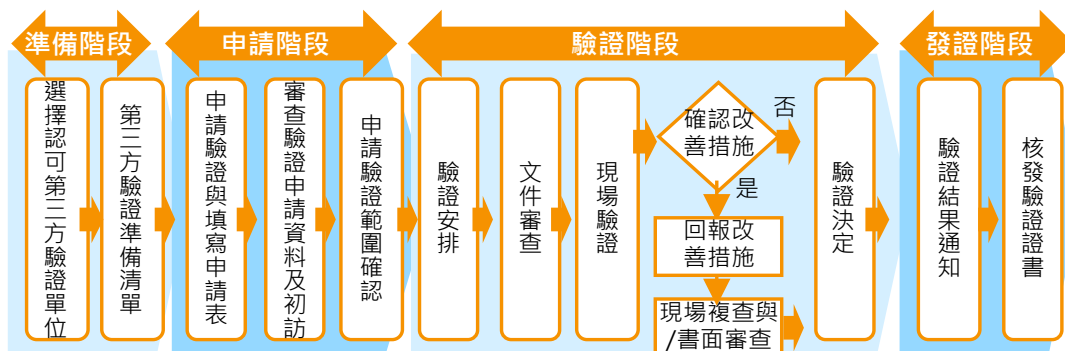 準備階段
申請階段
驗證階段
發證階段
選擇認可第三方驗證單位
第三方驗證準備清單
申請驗證與填寫申請表
審查驗證申請資料及初訪
申請驗證範圍確認
驗證安排
文件審查
現場驗證
確認改
善措施
否
是
回報改
善措施
現場複查與
/書面審查
驗證決定
驗證結果通知
核發驗證證書